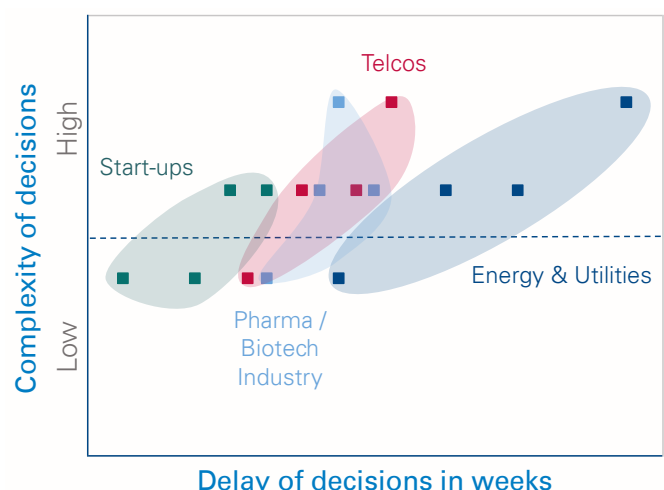 Telcos
Start-ups
Energy & Utilities
Pharma /
Biotech
Industry
Complexity of decisions
High
Low
Delay of decisions in weeks